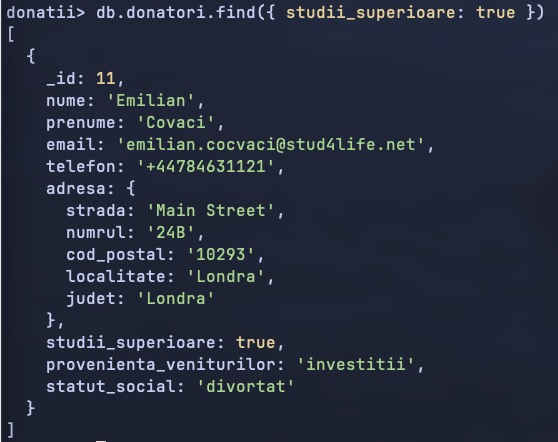 donatii> db.donatori.find({ studii_superioare: true })
[
  {
    _id: 11,
    nume: 'Emilian',
    prenume: 'Covaci',
    email: 'emilian.cocvaci@stud4life.net',
    telefon: '+44784631121',
    adresa: {
      strada: 'Main Street',
      numrul: '24B',
      cod_postal: '10293',
      localitate: 'Londra',
      judet: 'Londra'
    },
    studii_superioare: true,
    provenienta_veniturilor: 'investitii',
    statut_social: 'divortat'
  }
]